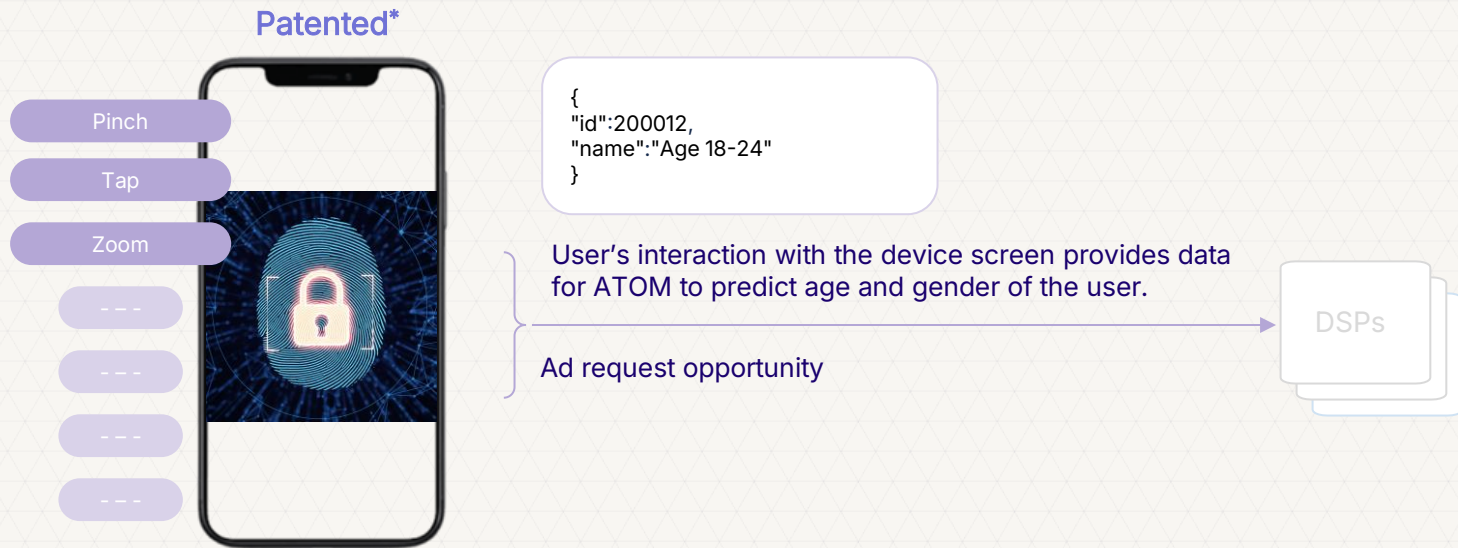 Patented*
Pinch
Tap
Zoom
- – -
- – -
- – -
- – -
{
"id":200012,
"name":"Age 18-24"
}
User’s interaction with the device screen provides data
for ATOM to predict age and gender of the user.
Ad request opportunity
DSPs